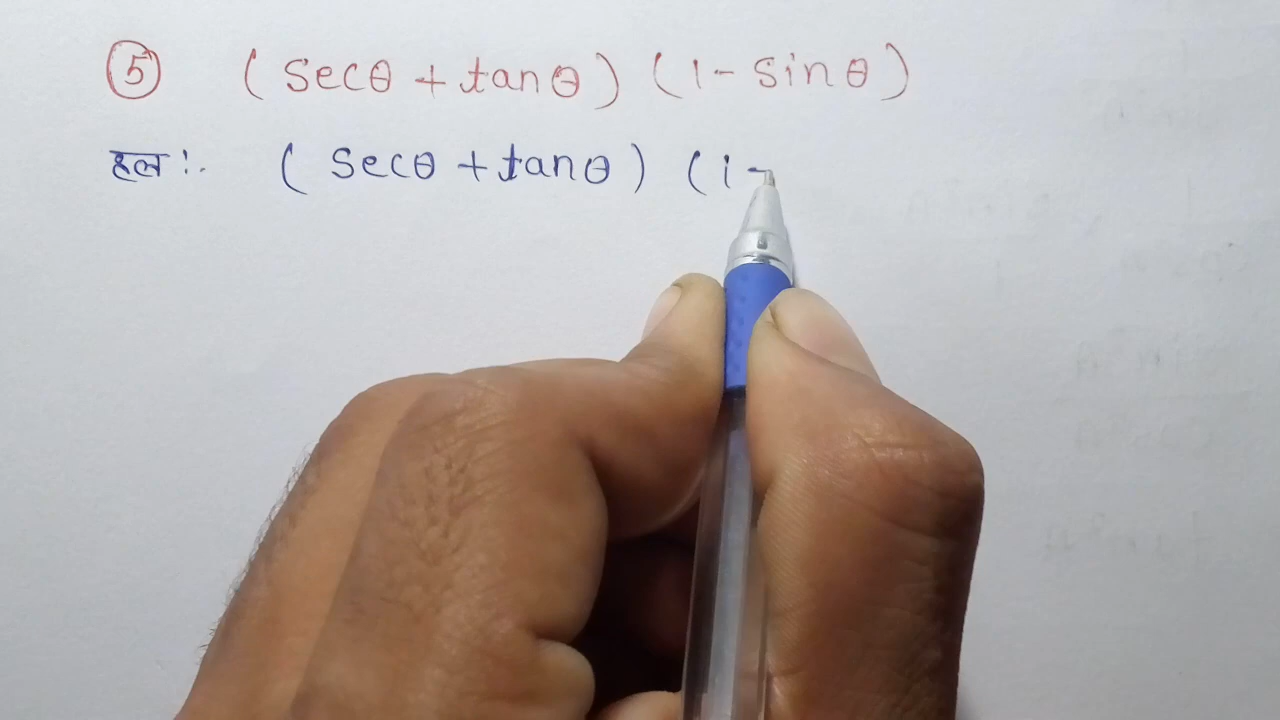 ⑤ (secθ + tanθ) (1 - sinθ)
हल :. (secθ + tanθ) (1 -